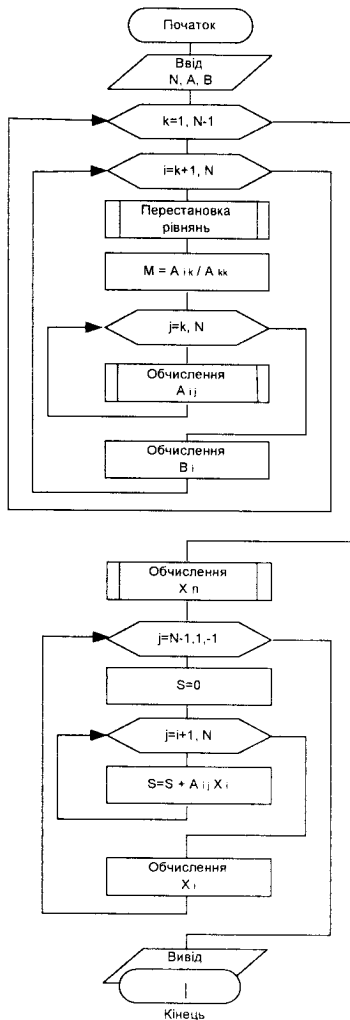 Початок
Ввід
N, A, B
k=1, N-1
i=k+1, N
Перестановка
рівнянь
M = A ik / A kk
j=k, N
Обчислення
A ij
Обчислення
B i
Обчислення
X n
j=N-1,1,-1
S=0
j=i+1, N
S=S + A ij X i
Обчислення
X i
Вивід
Кінець